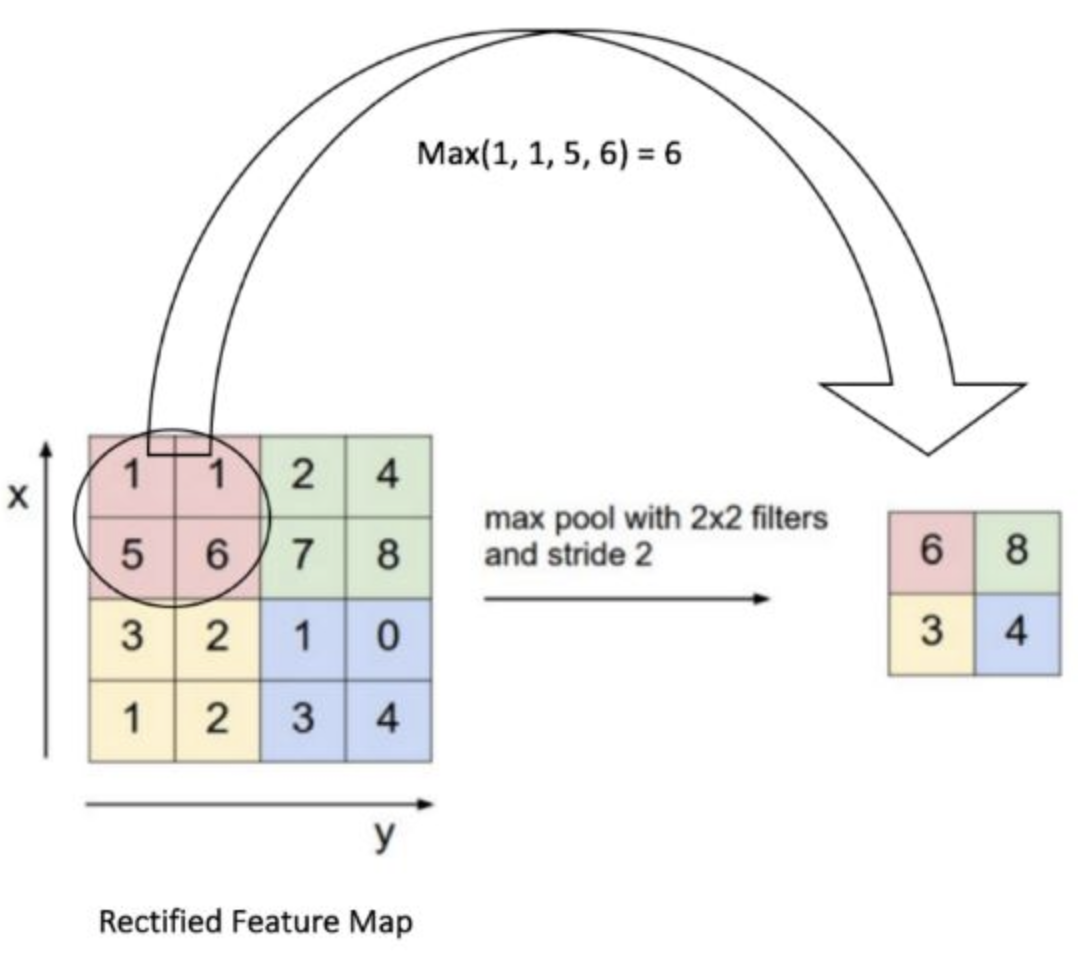 Max(1, 1, 5, 6) = 6
x
1 1 2 4
5 6 7 8
3 2 1 0
1 2 3 4
y
max pool with 2x2 filters
and stride 2
6 8
3 4
Rectified Feature Map